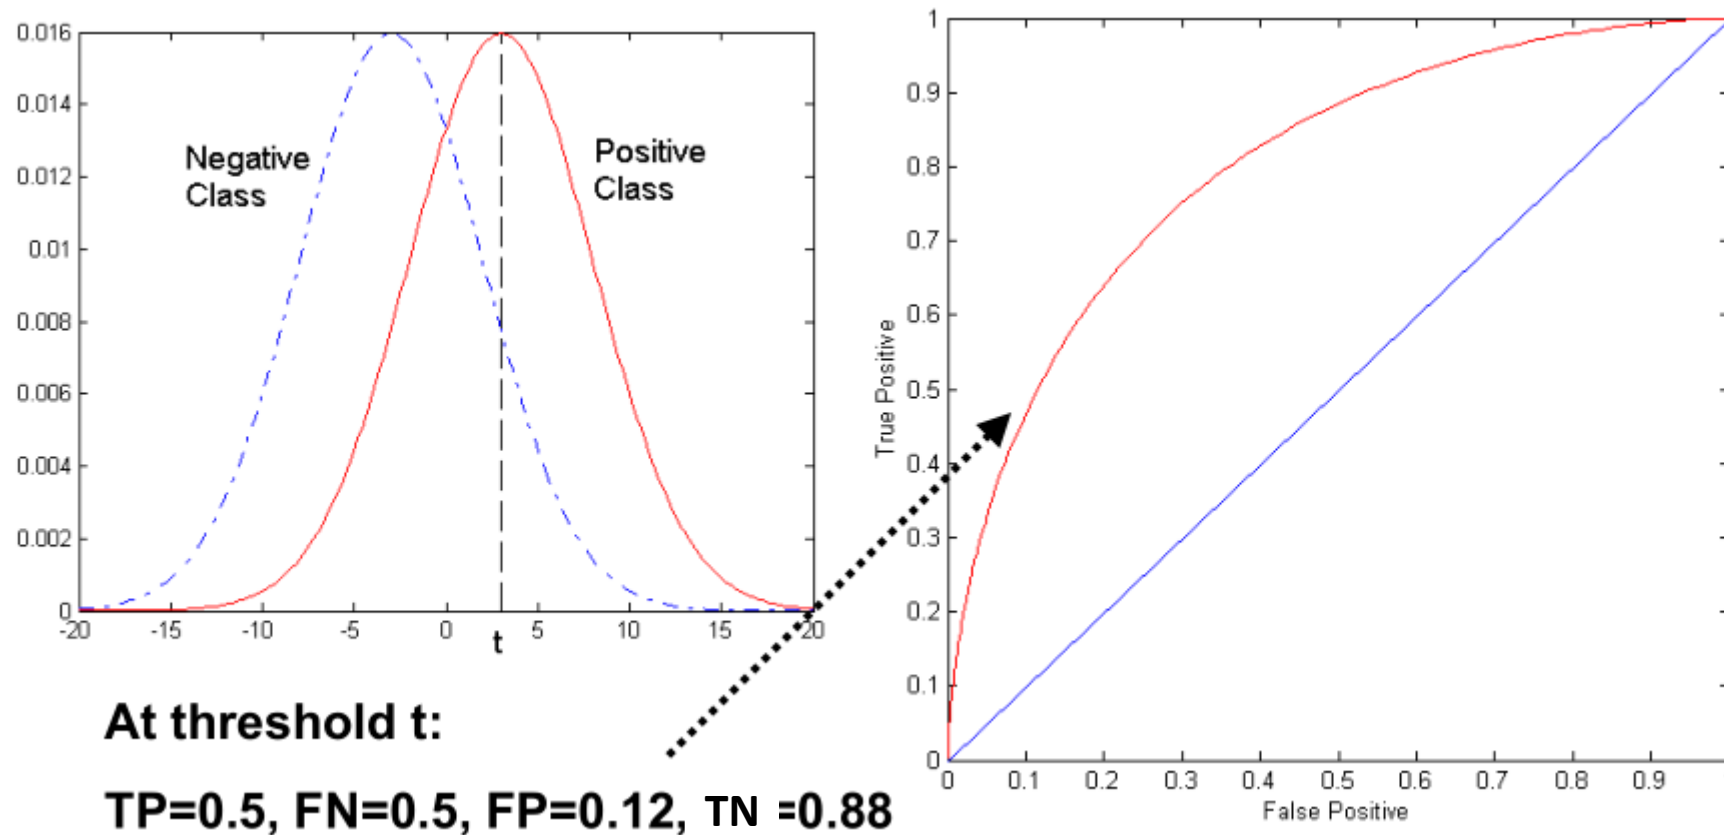 0.016
0.014
0.012
0.01
0.008
0.006
0.004
0.002
0
-20 -15 -10 -5 0 5 10 15 20
t
Negative
Class
Positive
Class
At threshold t:
TP=0.5, FN=0.5, FP=0.12, TN =0.88
1
0.9
0.8
0.7
0.6
0.5
0.4
0.3
0.2
0.1
0
True Positive
0 0.1 0.2 0.3 0.4 0.5 0.6 0.7 0.8 0.9
False Positive